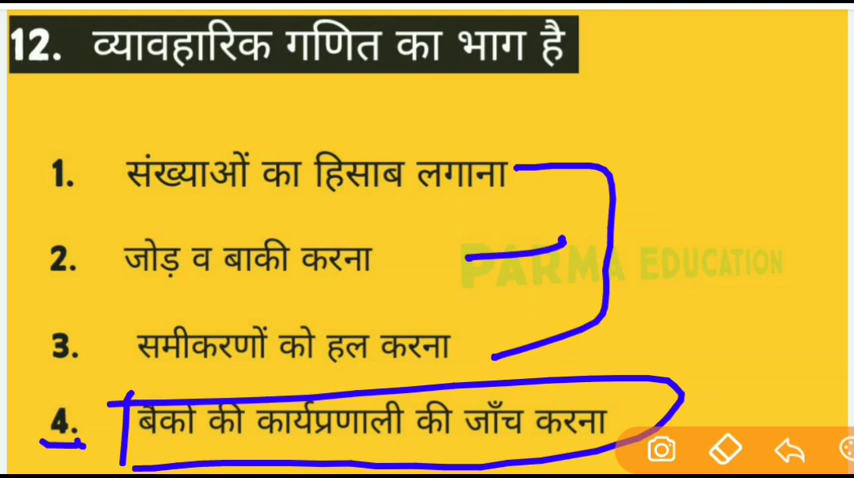 12. व्यावहारिक गणित का भाग है
1. संख्याओं का हिसाब लगाना
2. जोड़ व बाकी करना
PARMA EDUCATION
3. समीकरणों को हल करना
4. बैंको की कार्यप्रणाली की जाँच करना